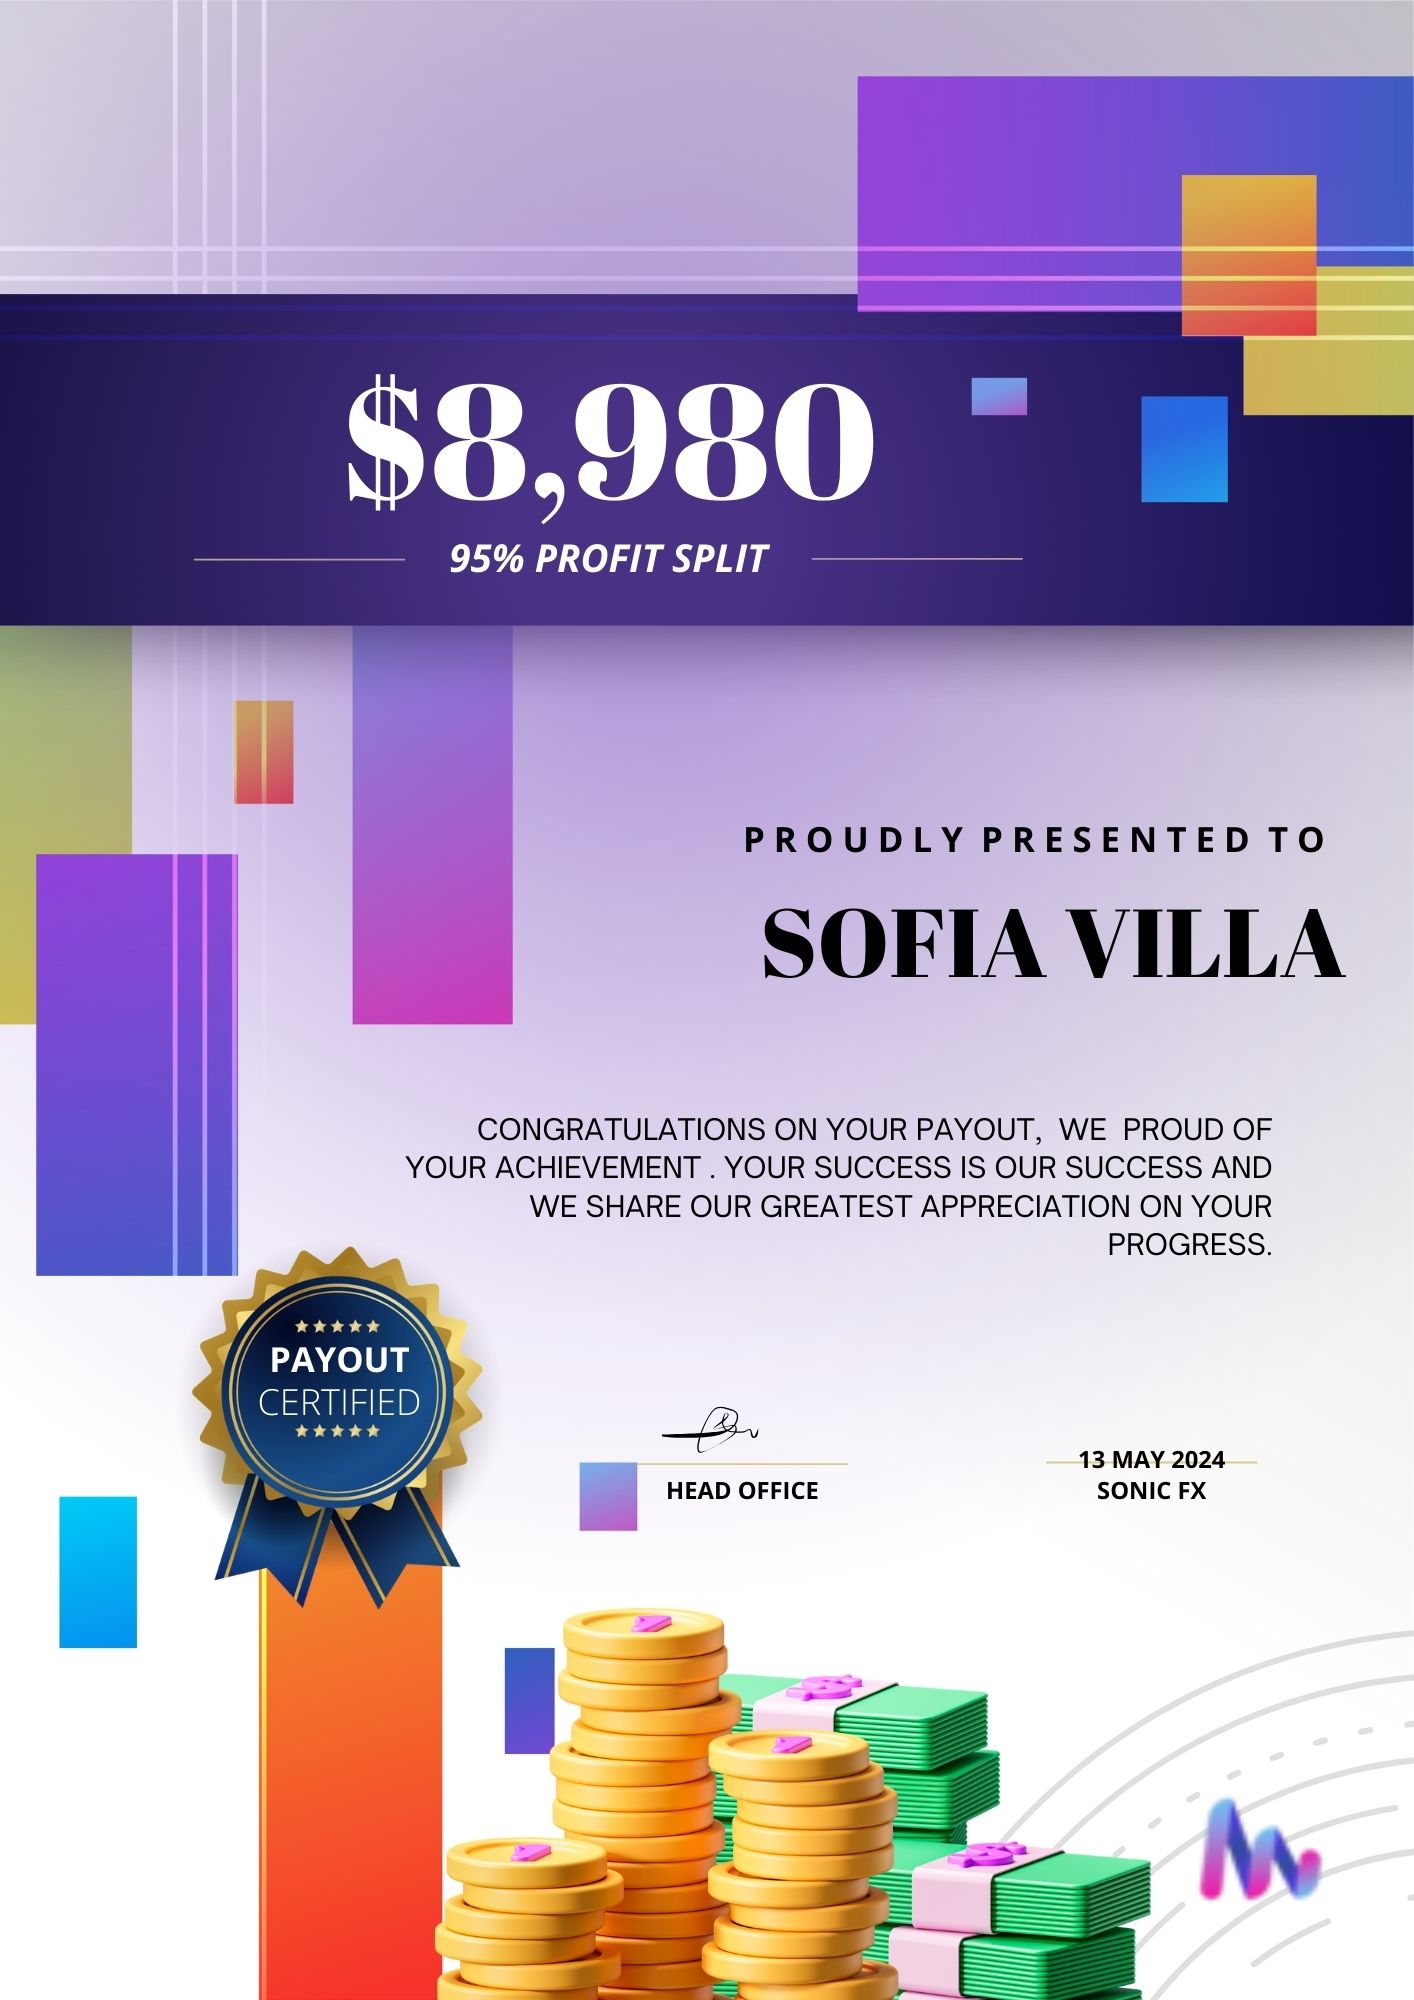 $8,980
95% PROFIT SPLIT
PROUDLY PRESENTED TO
SOFIA VILLA
CONGRATULATIONS ON YOUR PAYOUT, WE PROUD OF
YOUR ACHIEVEMENT . YOUR SUCCESS IS OUR SUCCESS AND
WE SHARE OUR GREATEST APPRECIATION ON YOUR
PROGRESS.
PAYOUT
CERTIFIED
HEAD OFFICE
13 MAY 2024
SONIC FX